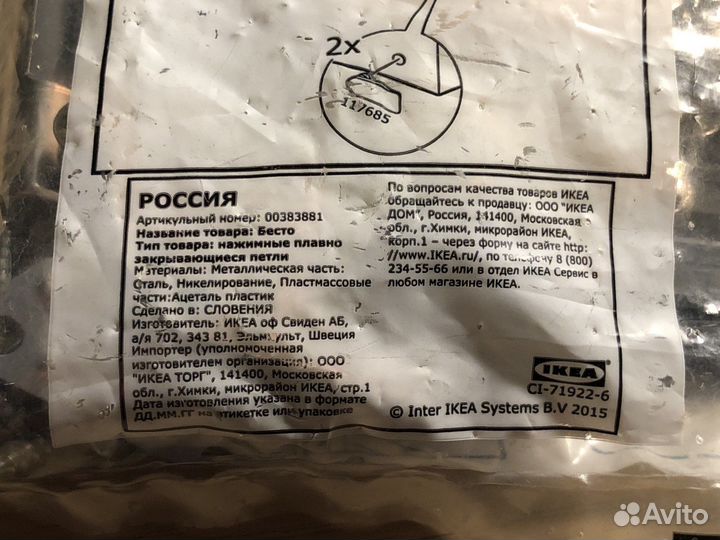 2x
117685
РОССИЯ
Артикульный номер: 00383881
Название товара: Бесто
Тип товара: нажимные плавно
закрывающиеся петли
Материалы: Металлическая часть:
Сталь, Никелирование, Пластмассовые
части:Ацеталь пластик
Сделано в: СЛОВЕНИЯ
Изготовитель: ИКЕА оф Свиден АБ,
а/я 702, 343 81, Эльмхульт, Швеция
Импортер (уполномоченная
изготовителем организация): ООО
"ИКЕА ТОРГ", 141400, Московская
обл., г.Химки, микрорайон ИКЕА,стр.1
Дата изготовления указана в формате
ДД.ММ.ГГ на этикетке или упаковке
По вопросам качества товаров ИКЕА
обращайтесь к продавцу: ООО "ИКЕА
ДОМ", Россия, 141400, Московская
обл., г.Химки, микрорайон ИКЕА,
корп.1 – через форму на сайте http:
//www.IKEA.ru/, по телефону 8 (800)
234-55-66 или в отдел ИКЕА Сервис в
любом магазине ИКЕА.
IKEA
CI-71922-6
© Inter IKEA Systems B.V 2015
Avito